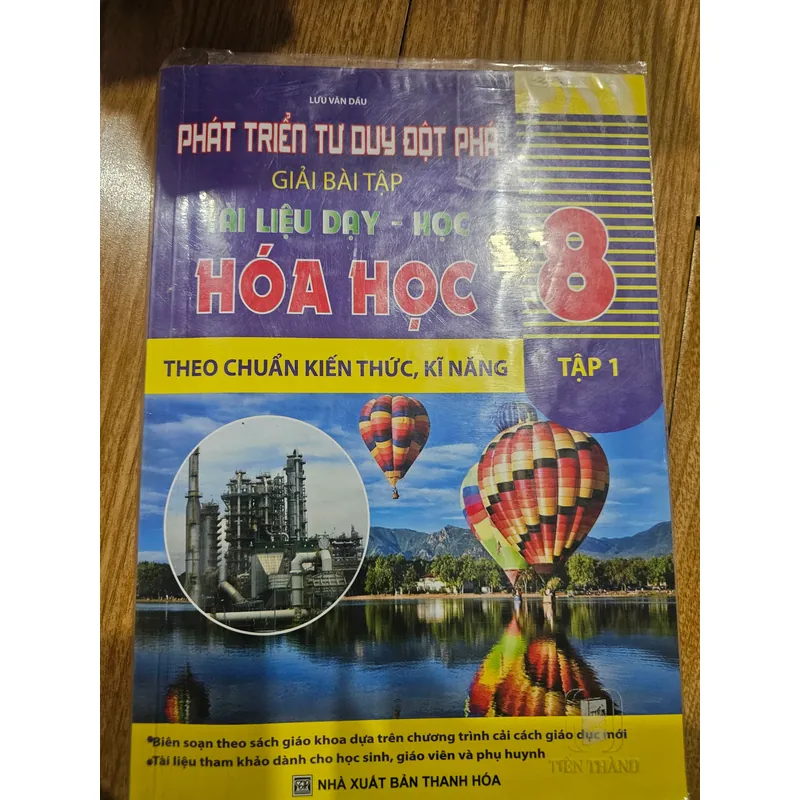 LƯU VĂN DẦU
PHÁT TRIỂN TƯ DUY ĐỘT PHÁ
GIẢI BÀI TẬP
TÀI LIỆU DẠY - HỌC
HÓA HỌC
8
THEO CHUẨN KIẾN THỨC, KĨ NĂNG
TẬP 1
•Biên soạn theo sách giáo khoa dựa trên chương trình cải cách giáo dục mới
•Tài liệu tham khảo dành cho học sinh, giáo viên và phụ huynh
TIẾN THÀNH
NHÀ XUẤT BẢN THANH HÓA